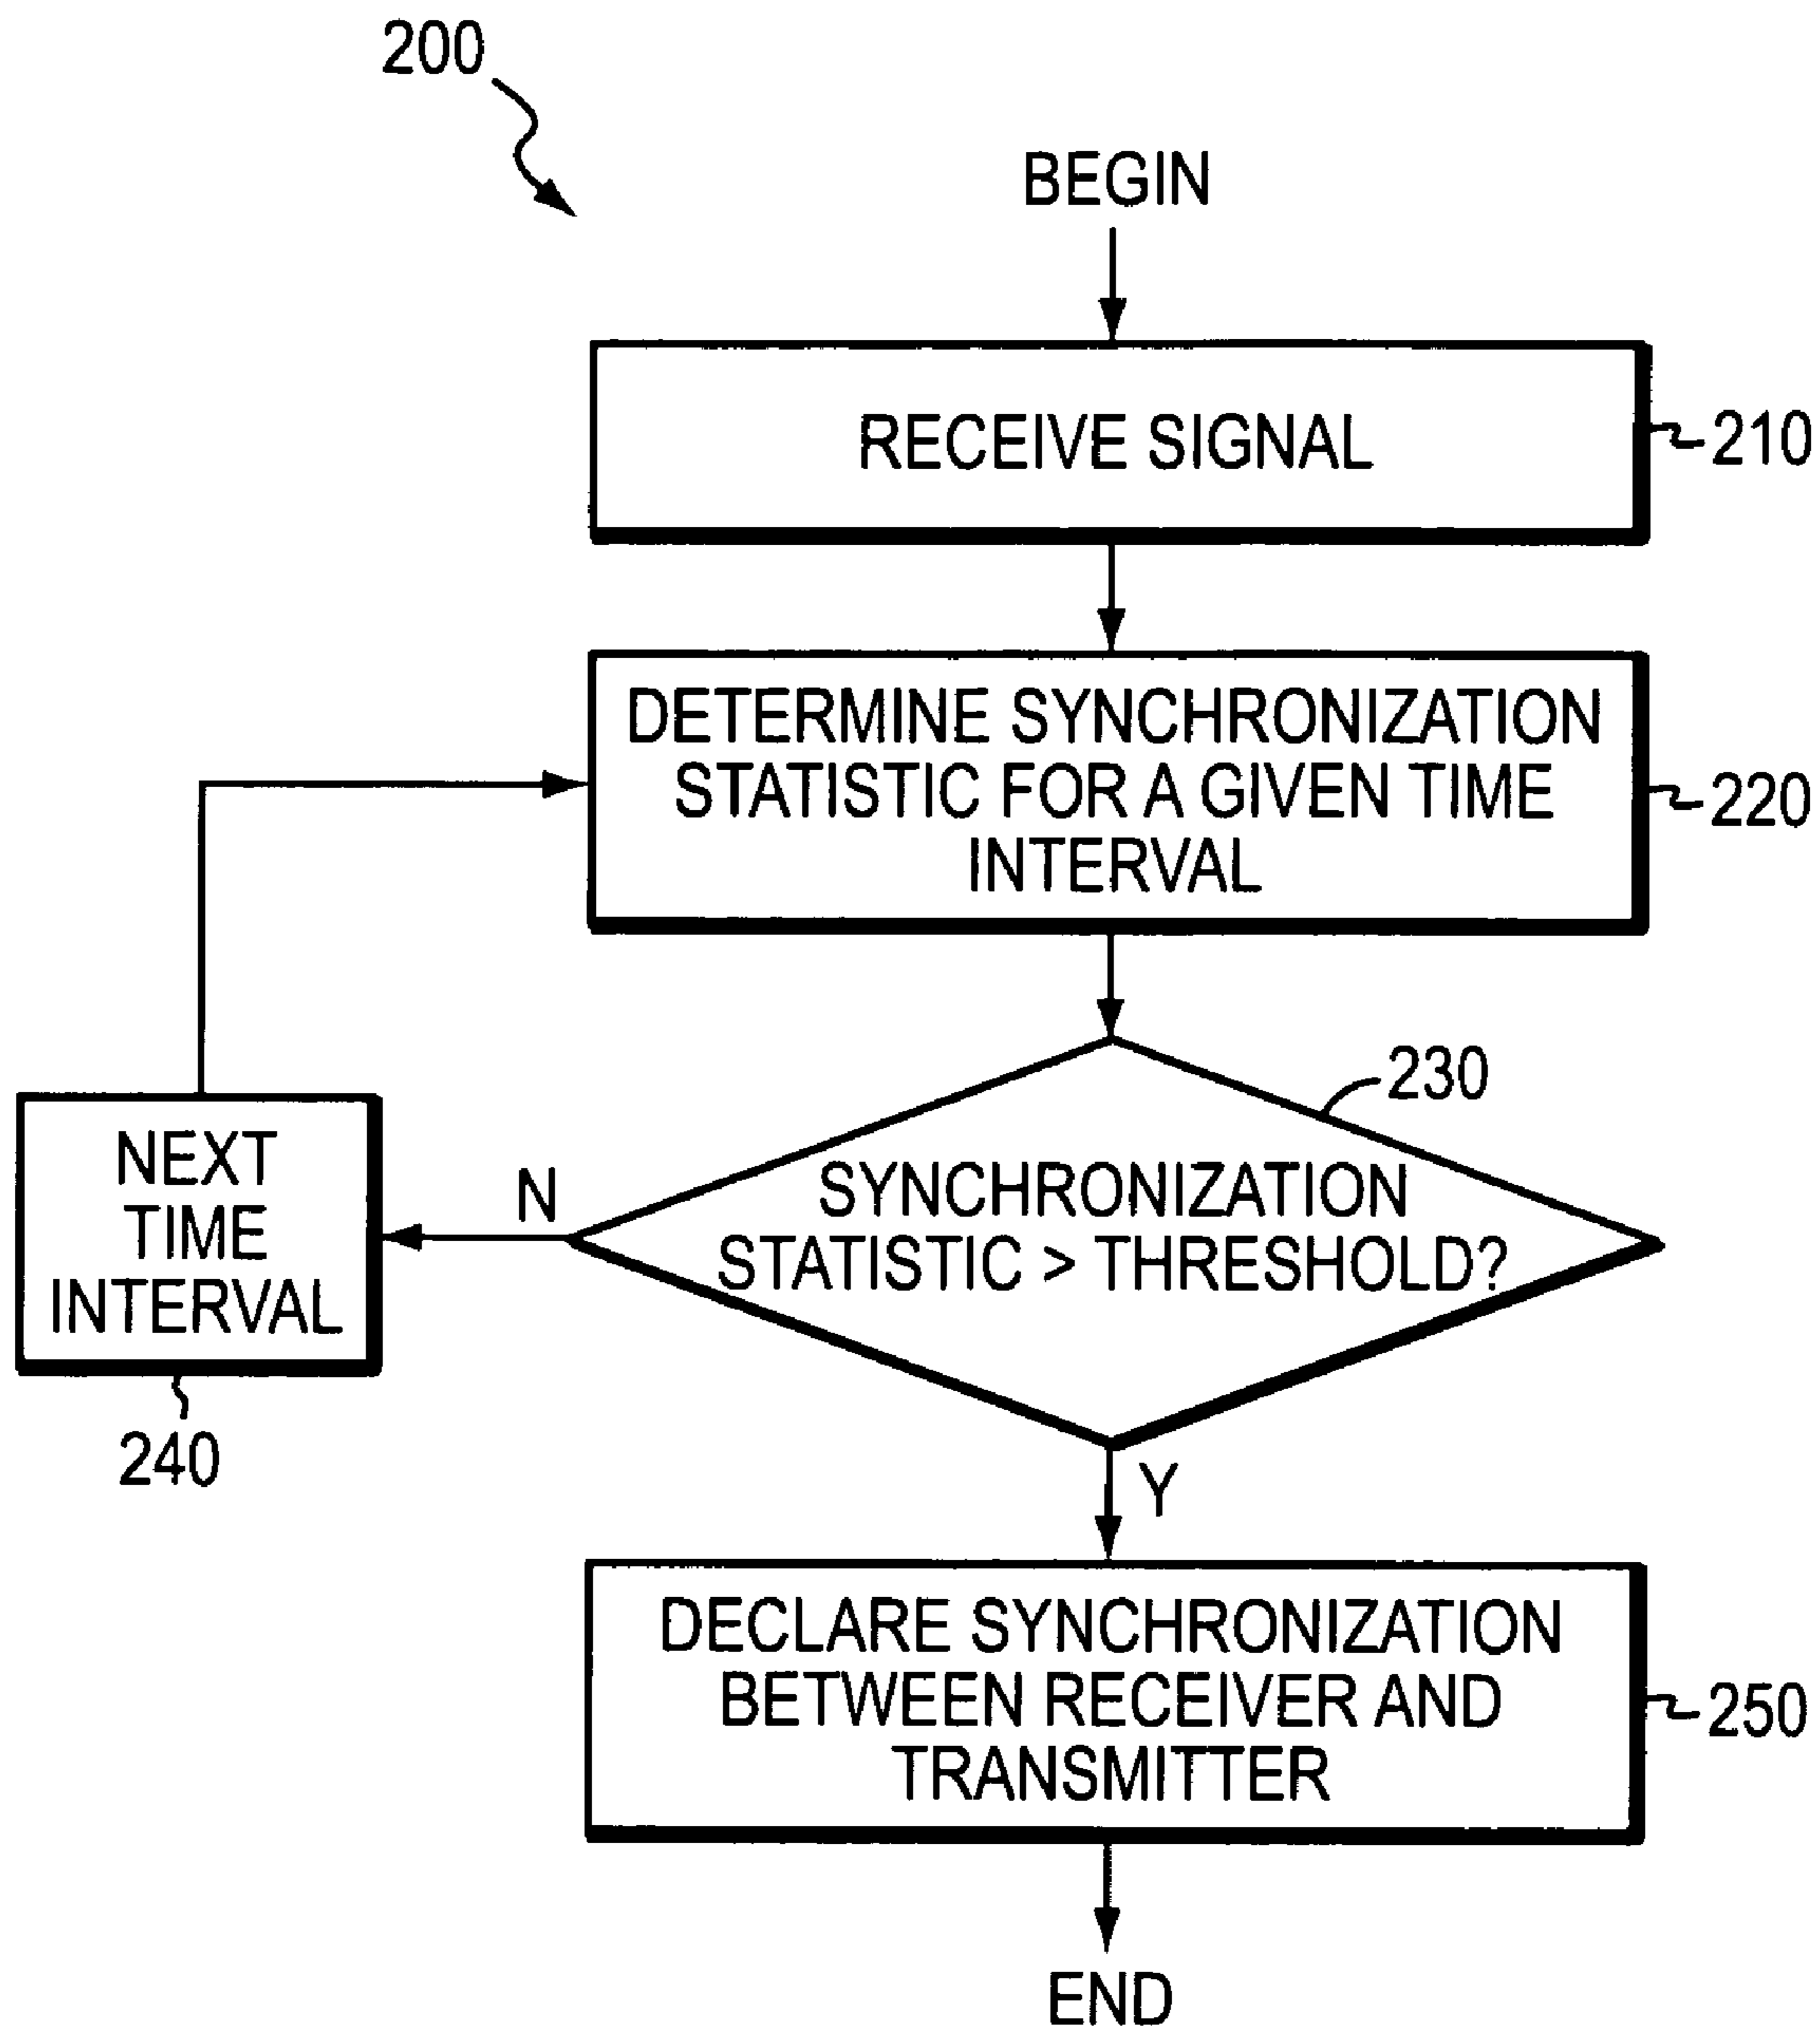 200
BEGIN
RECEIVE SIGNAL
210
DETERMINE SYNCHRONIZATION
STATISTIC FOR A GIVEN TIME
INTERVAL
220
230
SYNCHRONIZATION
STATISTIC > THRESHOLD?
N
NEXT
TIME
INTERVAL
240
Y
DECLARE SYNCHRONIZATION
BETWEEN RECEIVER AND
TRANSMITTER
250
END